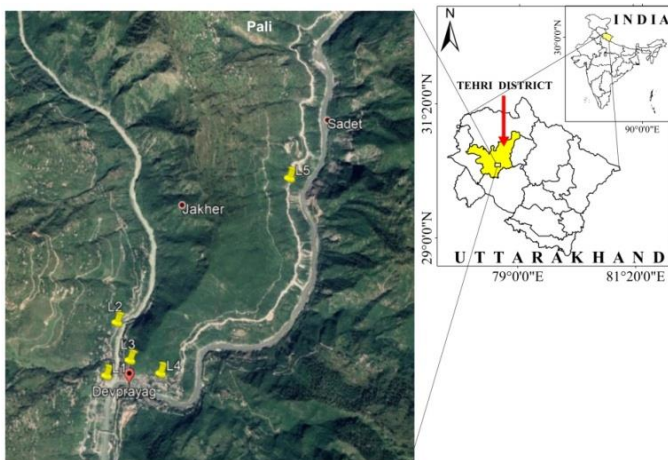 Pali
Sadet
L5
Jakher
L2
L3
L1
L4
Devprayag
N
INDIA
30°0'0"N
90°0'0"E
TEHRI DISTRICT
31°20'0"N
29°0'0"N
UTTARAKHAND
79°0'0"E
81°20'0"E